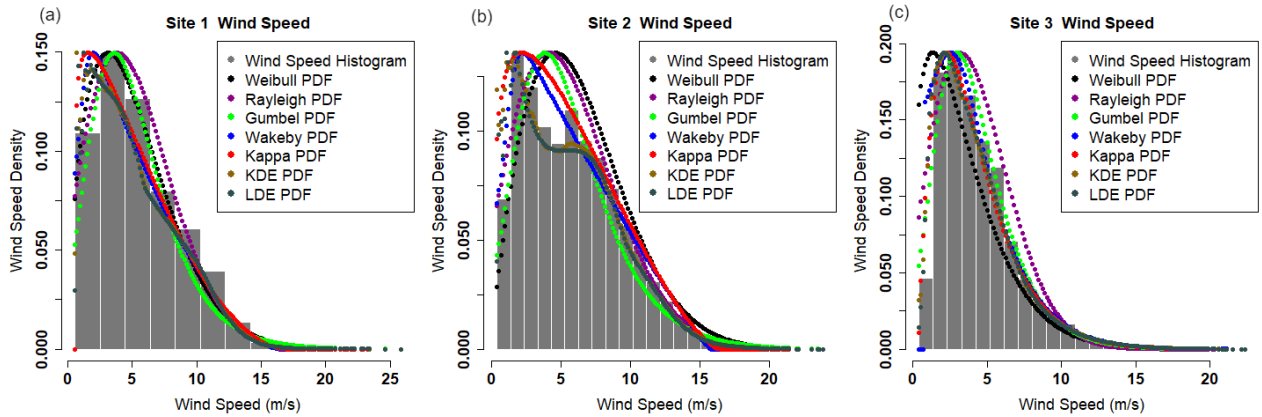 (a)
Site 1 Wind Speed
Wind Speed Density
0.150
0.100
0.050
0.000
Wind Speed Histogram
Weibull PDF
Rayleigh PDF
Gumbel PDF
Wakeby PDF
Kappa PDF
KDE PDF
LDE PDF
0 5 10 15 20 25
Wind Speed (m/s)
(b)
Site 2 Wind Speed
Wind Speed Density
0.100
0.050
0.000
Wind Speed Histogram
Weibull PDF
Rayleigh PDF
Gumbel PDF
Wakeby PDF
Kappa PDF
KDE PDF
LDE PDF
0 5 10 15 20
Wind Speed (m/s)
(c)
Site 3 Wind Speed
Wind Speed Density
0.200
0.150
0.100
0.050
0.000
Wind Speed Histogram
Weibull PDF
Rayleigh PDF
Gumbel PDF
Wakeby PDF
Kappa PDF
KDE PDF
LDE PDF
0 5 10 15 20
Wind Speed (m/s)